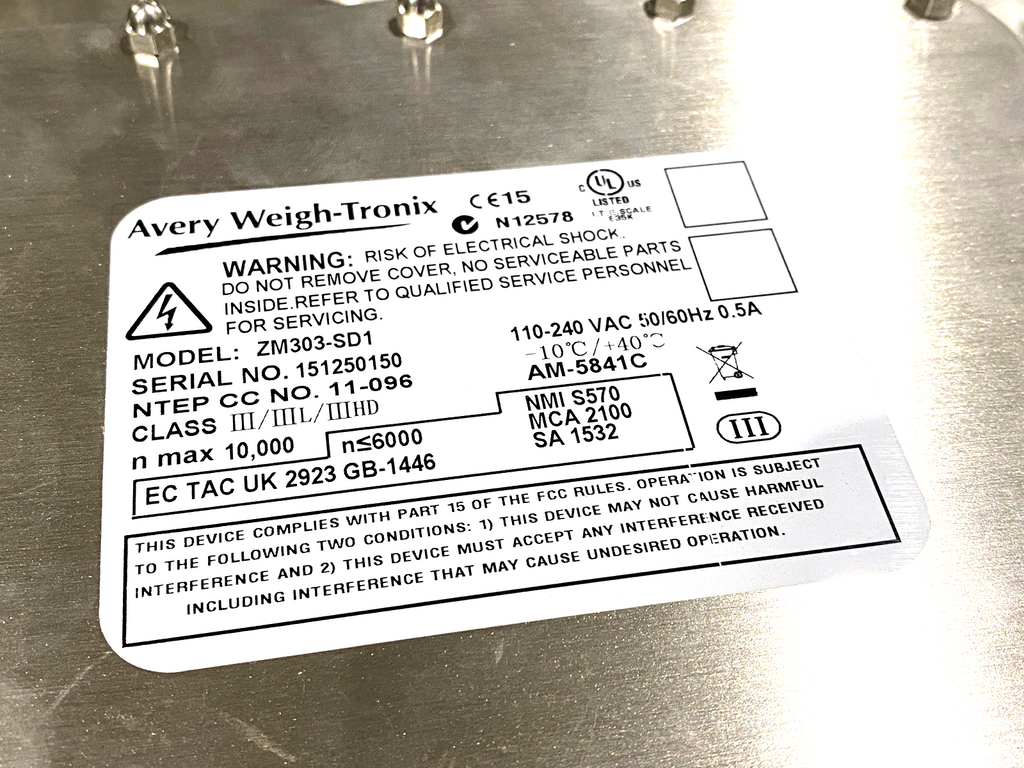 Avery Weigh-Tronix
CE15
N12578
C UL US
LISTED
SCALE
WARNING: RISK OF ELECTRICAL SHOCK.
DO NOT REMOVE COVER, NO SERVICEABLE PARTS
INSIDE.REFER TO QUALIFIED SERVICE PERSONNEL
FOR SERVICING.
MODEL: ZM303-SD1
SERIAL NO. 151250150
NTEP CC NO. 11-096
CLASS III/IIIL/IIIHD
n max 10,000
n≤6000
EC TAC UK 2923 GB-1446
110-240 VAC 50/60Hz 0.5A
-10℃/+40℃
AM-5841C
NMI S570
MCA 2100
SA 1532
III
THIS DEVICE COMPLIES WITH PART 15 OF THE FCC RULES. OPERATION IS SUBJECT
TO THE FOLLOWING TWO CONDITIONS: 1) THIS DEVICE MAY NOT CAUSE HARMFUL
INTERFERENCE AND 2) THIS DEVICE MUST ACCEPT ANY INTERFERENCE RECEIVED
INCLUDING INTERFERENCE THAT MAY CAUSE UNDESIRED OPERATION.